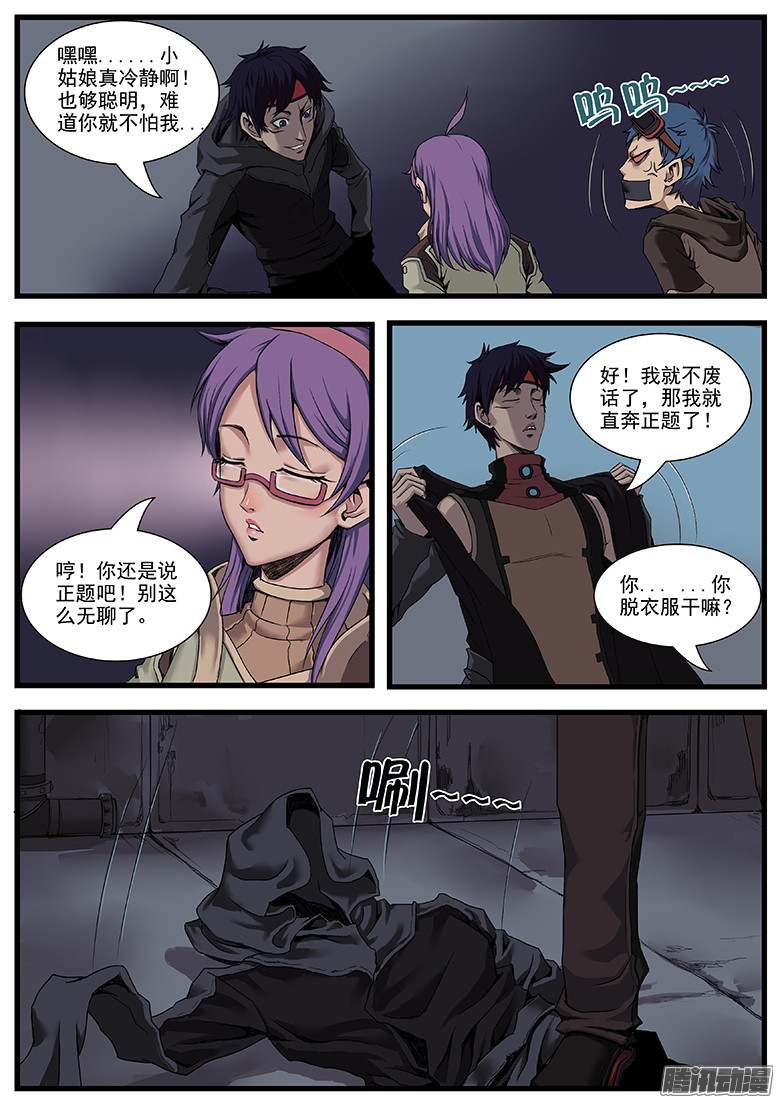 嘿嘿......小
姑娘真冷静啊！
也够聪明，难
道你就不怕我...
呜呜~~~~
哼！你还是说
正题吧！别这
么无聊了。
好！我就不废
话了，那我就
直奔正题了！
你... ...你
脱衣服干嘛？
唰~~~~
腾讯动漫